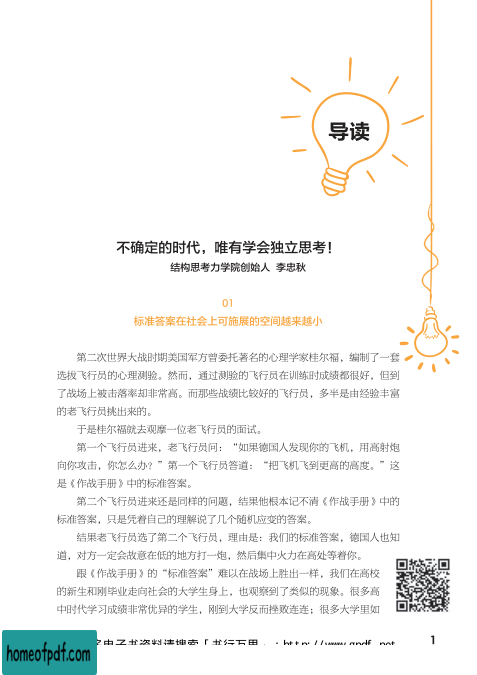 导读
不确定的时代，唯有学会独立思考！
结构思考力学院创始人 李忠秋
01
标准答案在社会上可施展的空间越来越小
第二次世界大战时期美国军方曾委托著名的心理学家桂尔福，编制了一套
选拔飞行员的心理测验。然而，通过测验的飞行员在训练时成绩都很好，但到
了战场上被击落率却非常高。而那些战绩比较好的飞行员，多半是由经验丰富
的老飞行员挑出来的。
于是桂尔福就去观摩一位老飞行员的面试。
第一个飞行员进来，老飞行员问：“如果德国人发现你的飞机，用高射炮
向你攻击，你怎么办？”第一个飞行员答道：“把飞机飞到更高的高度。”这
是《作战手册》中的标准答案。
第二个飞行员进来还是同样的问题，结果他根本记不清《作战手册》中的
标准答案，只是凭着自己的理解说了几个随机应变的答案。
结果老飞行员选了第二个飞行员，理由是：我们的标准答案，德国人也知
道，对方一定会故意在低的地方打一炮，然后集中火力在高处等着你。
跟《作战手册》的“标准答案”难以在战场上胜出一样，我们在高校
的新生和刚毕业走向社会的大学生身上，也观察到了类似的现象。很多高
中时代学习成绩非常优异的学生，刚到大学反而挫败连连；很多大学里如
电子书资料请搜索「书行万里
http://www.gpdf.net
1
homeofpdf.com